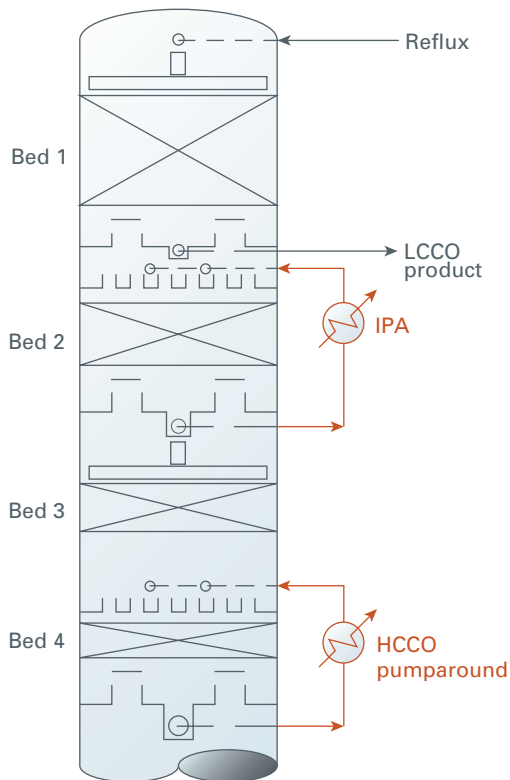 Reflux
Bed 1
LCCO
product
IPA
Bed 2
Bed 3
Bed 4
HCCO
pumparound